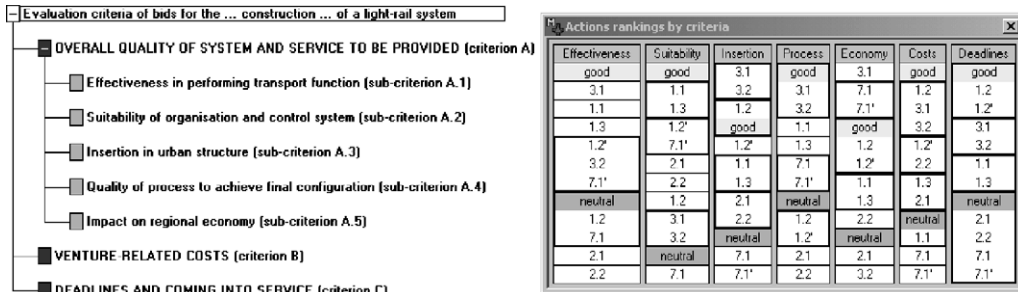 Evaluation criteria of bids for the ... construction ... of a light-rail system
OVERALL QUALITY OF SYSTEM AND SERVICE TO BE PROVIDED (criterion A)
Effectiveness in performing transport function (sub-criterion A.1)
Suitability of organisation and control system (sub-criterion A.2)
Insertion in urban structure (sub-criterion A.3)
Quality of process to achieve final configuration (sub-criterion A.4)
Impact on regional economy (sub-criterion A.5)
VENTURE-RELATED COSTS (criterion B)
DEADLINES AND COMING INTO SERVICE (criterion C)
Actions rankings by criteria
Effectiveness Suitability Insertion Process Economy Costs Deadlines
good good 3.1 good 3.1 good good
3.1 1.1 3.2 3.1 7.1 1.2 1.2
1.1 1.3 1.2 3.2 7.1' 3.1 1.2'
1.3 1.2' good 1.1 good 3.2 3.1
1.2' 7.1' 1.2' 1.3 1.2 1.2' 3.2
3.2 2.1 1.1 7.1 1.2' 2.2 1.1
7.1' 2.2 1.3 7.1' 1.1 1.3 1.3
neutral 1.2 2.1 neutral 1.3 2.1 neutral
1.2 3.1 2.2 1.2 2.2 neutral 2.1
7.1 3.2 neutral 1.2' neutral 1.1 2.2
2.1 neutral 7.1 2.1 2.1 7.1 7.1
2.2 7.1 7.1' 2.2 3.2 7.1' 7.1'